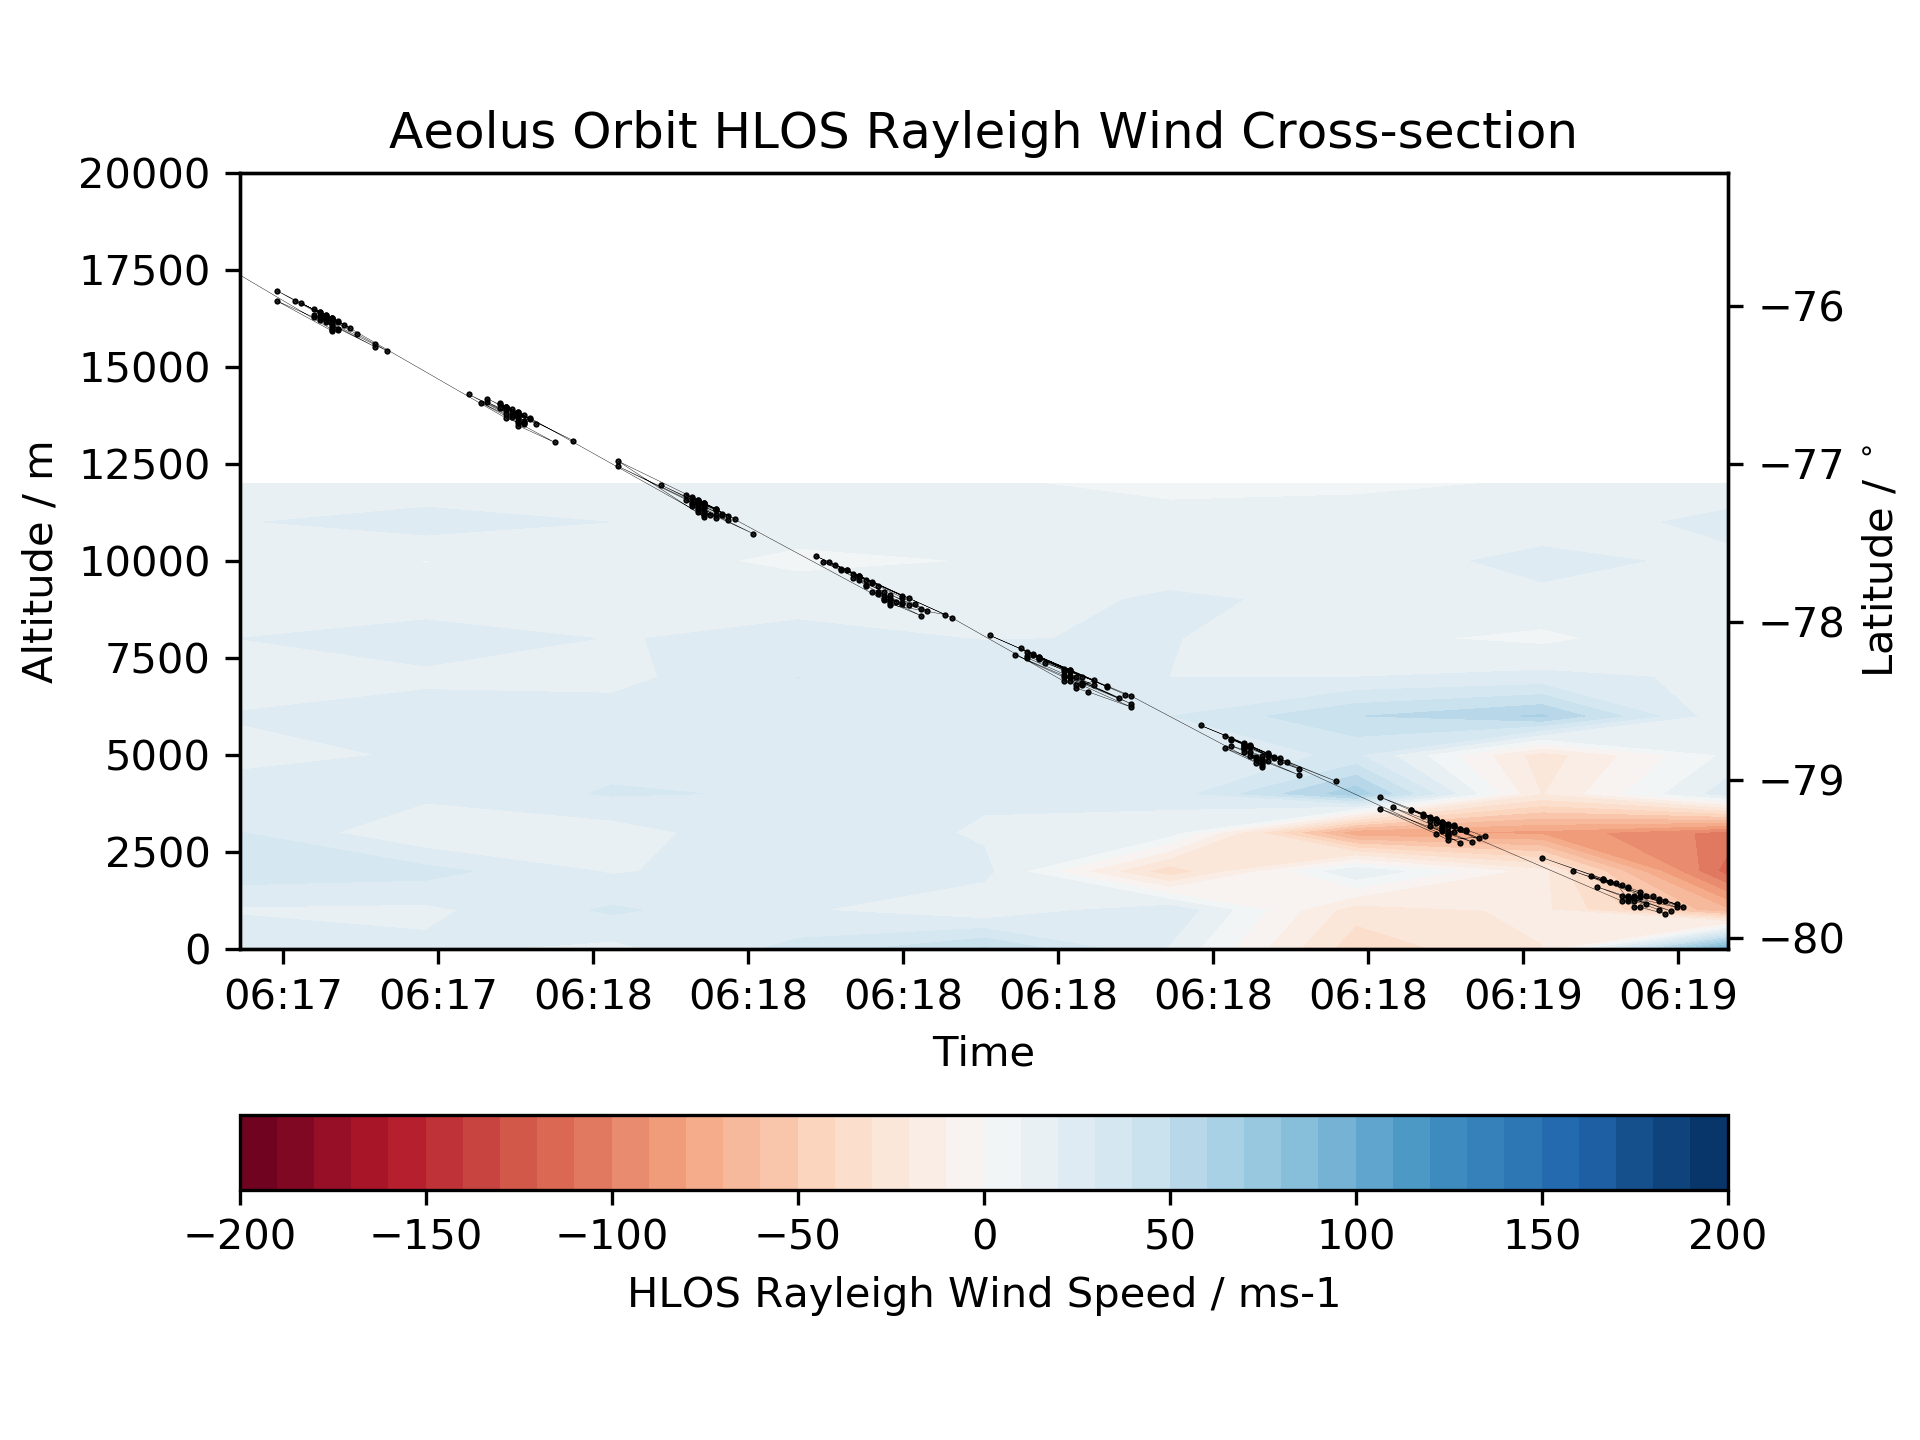 Aeolus Orbit HLOS Rayleigh Wind Cross-section
20000
17500
15000
12500
10000
7500
5000
2500
0
Altitude / m
−76
−77
−78
−79
−80
Latitude / °
06:17 06:17 06:18 06:18 06:18 06:18 06:18 06:18 06:19 06:19
Time
−200 −150 −100 −50 0 50 100 150 200
HLOS Rayleigh Wind Speed / ms-1